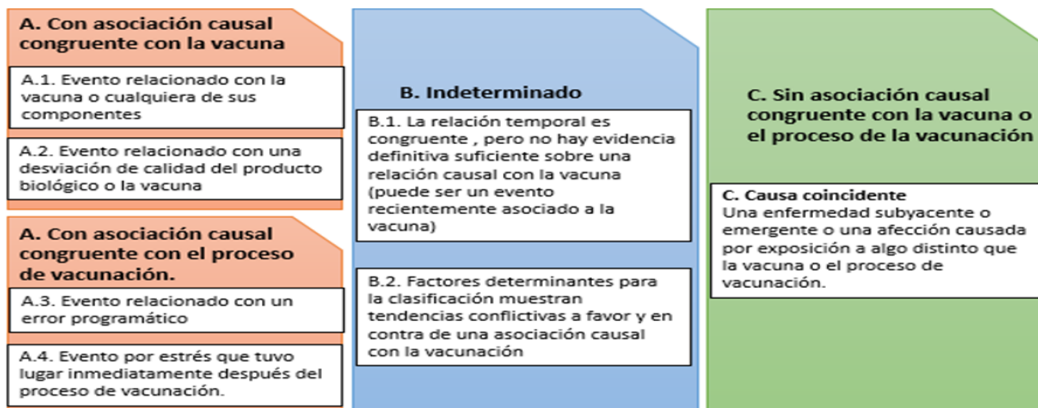 A. Con asociación causal
congruente con la vacuna
A.1. Evento relacionado con la
vacuna o cualquiera de sus
componentes
A.2. Evento relacionado con una
desviación de calidad del producto
biológico o la vacuna
A. Con asociación causal
congruente con el proceso
de vacunación.
A.3. Evento relacionado con un
error programático
A.4. Evento por estrés que tuvo
lugar inmediatamente después del
proceso de vacunación.
B. Indeterminado
B.1. La relación temporal es
congruente , pero no hay evidencia
definitiva suficiente sobre una
relación causal con la vacuna
(puede ser un evento
recientemente asociado a la
vacuna)
B.2. Factores determinantes para
la clasificación muestran
tendencias conflictivas a favor y en
contra de una asociación causal
con la vacunación
C. Sin asociación causal
congruente con la vacuna o
el proceso de la vacunación
C. Causa coincidente
Una enfermedad subyacente o
emergente o una afección causada
por exposición a algo distinto que
la vacuna o el proceso de
vacunación.